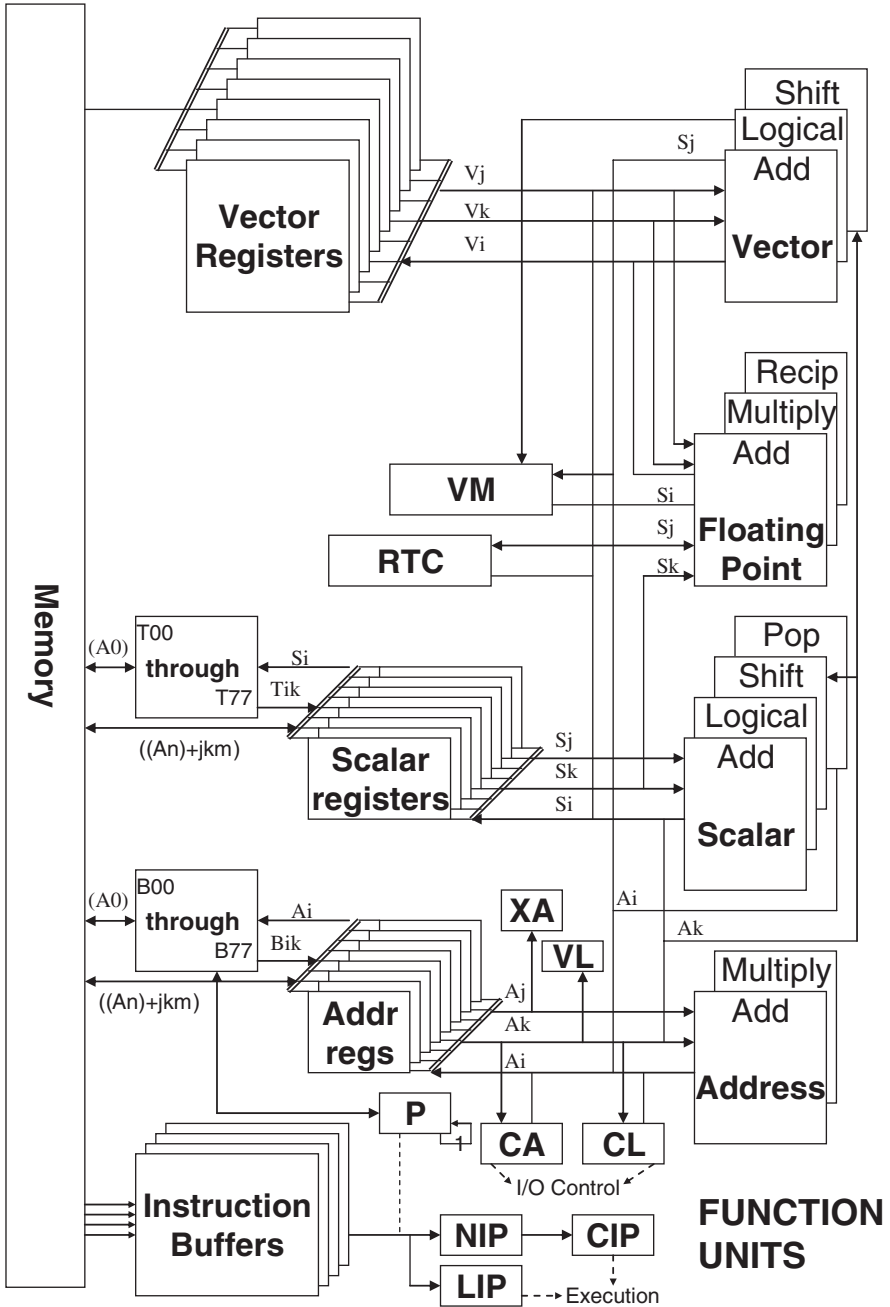 Shift
Logical
Sj
Add
Vj
Vk
Vi
Vector
Registers
Vector
Recip
Multiply
Add
VM
Si
Floating
Point
Sj
RTC
Sk
Memory
(A0)
T00
through
T77
Si
Tik
((An)+jkm)
Pop
Shift
Logical
Add
Scalar
Scalar
registers
Sj
Sk
Si
(A0)
B00
through
B77
Ai
Bik
((An)+jkm)
XA
VL
Ai
Ak
Multiply
Add
Address
Addr
regs
Aj
Ak
Ai
P
1
CA
CL
I/O Control
Instruction
Buffers
NIP
CIP
LIP
Execution
FUNCTION
UNITS